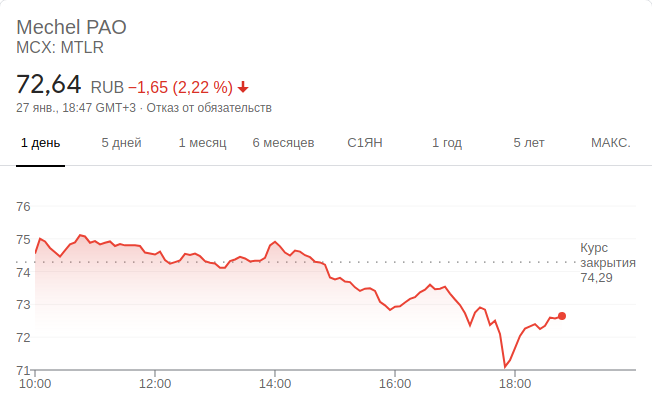 Mechel PAO
MCX: MTLR
72,64 RUB −1,65 (2,22 %)
27 янв., 18:47 GMT+3 · Отказ от обязательств
1 день 5 дней 1 месяц 6 месяцев С1ЯН 1 год 5 лет МАКС.
76
75
74
73
72
71
Курс
закрытия
74,29
10:00 12:00 14:00 16:00 18:00